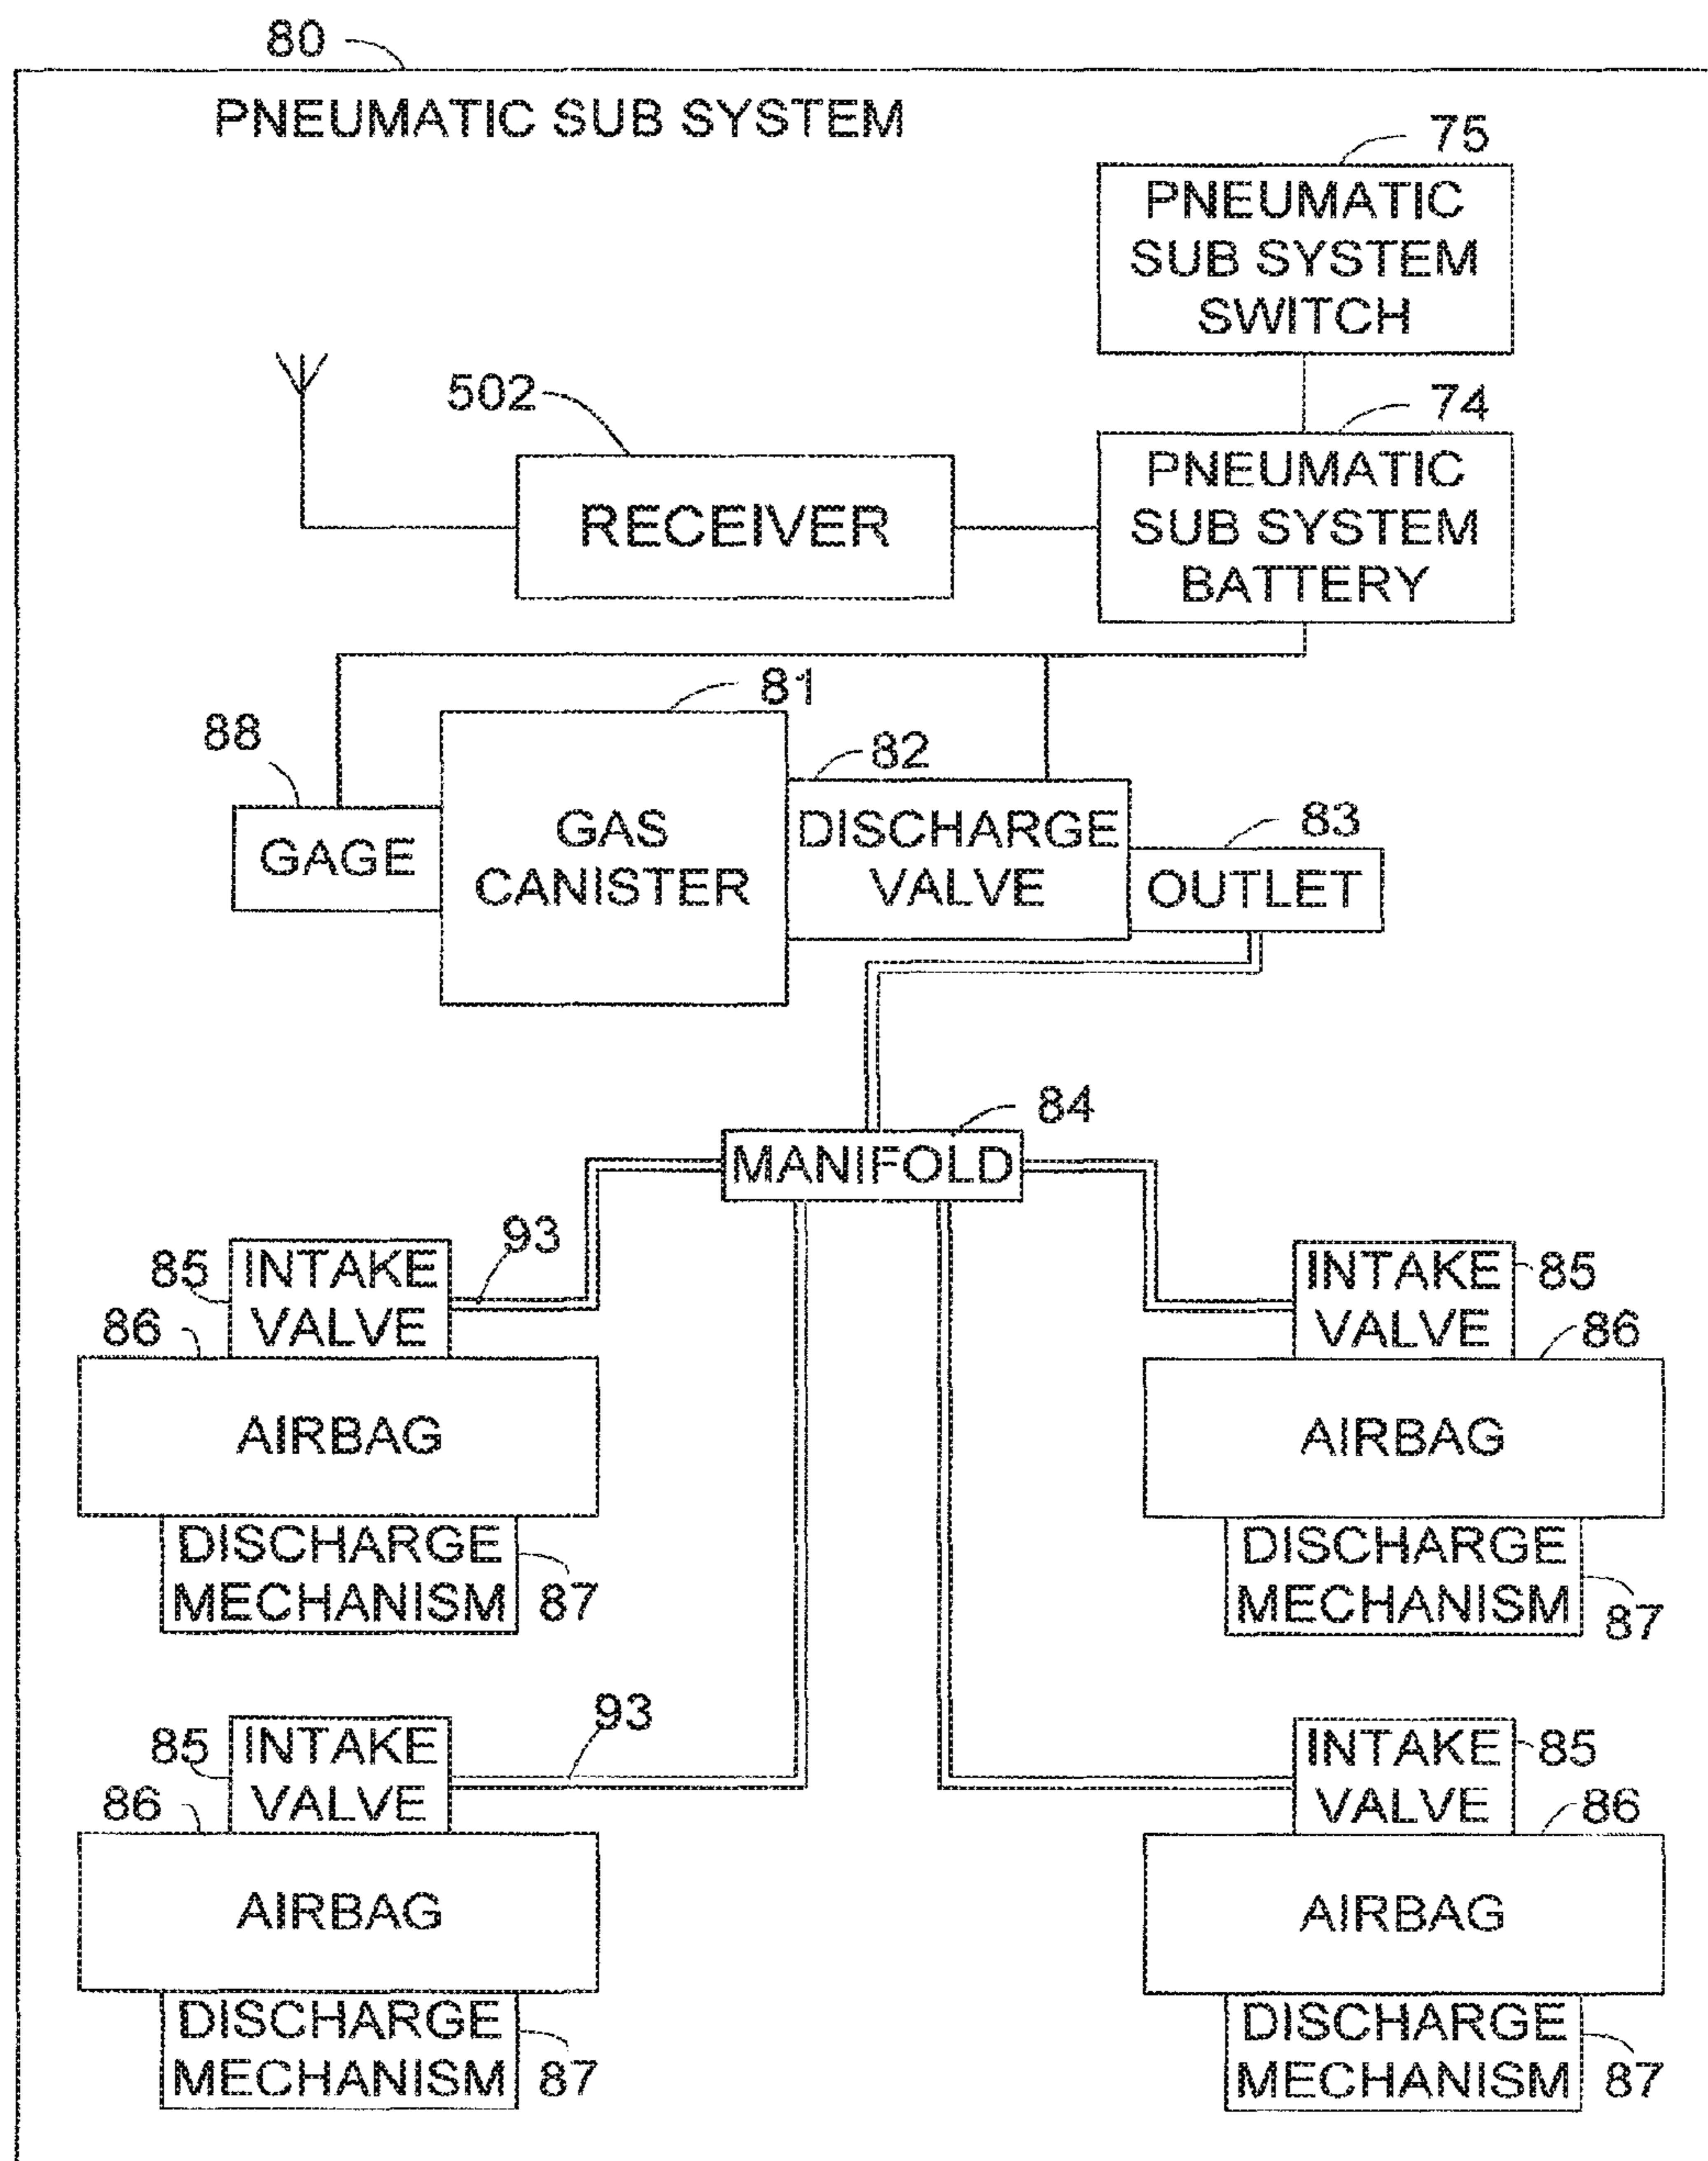 80
PNEUMATIC SUB SYSTEM
75
PNEUMATIC
SUB SYSTEM
SWITCH
502
74
RECEIVER
PNEUMATIC
SUB SYSTEM
BATTERY
81
88
82
83
GAGE
GAS
CANISTER
DISCHARGE
VALVE
OUTLET
84
MANIFOLD
93
85
INTAKE
VALVE
86
AIRBAG
DISCHARGE
MECHANISM
87
INTAKE
VALVE
85
86
AIRBAG
DISCHARGE
MECHANISM
87
93
85
INTAKE
VALVE
86
AIRBAG
DISCHARGE
MECHANISM
87
INTAKE
VALVE
85
86
AIRBAG
DISCHARGE
MECHANISM
87